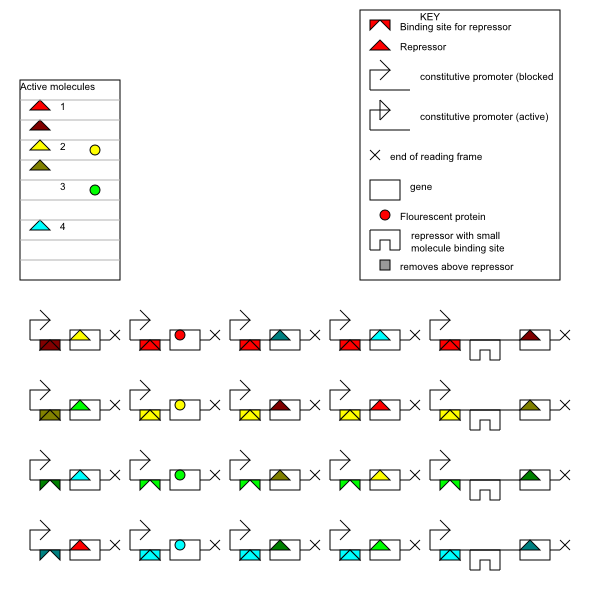 KEY
Binding site for repressor
Repressor
constitutive promoter (blocked
constitutive promoter (active)
end of reading frame
gene
Flourescent protein
repressor with small
molecule binding site
removes above repressor
Active molecules
1
2
3
4